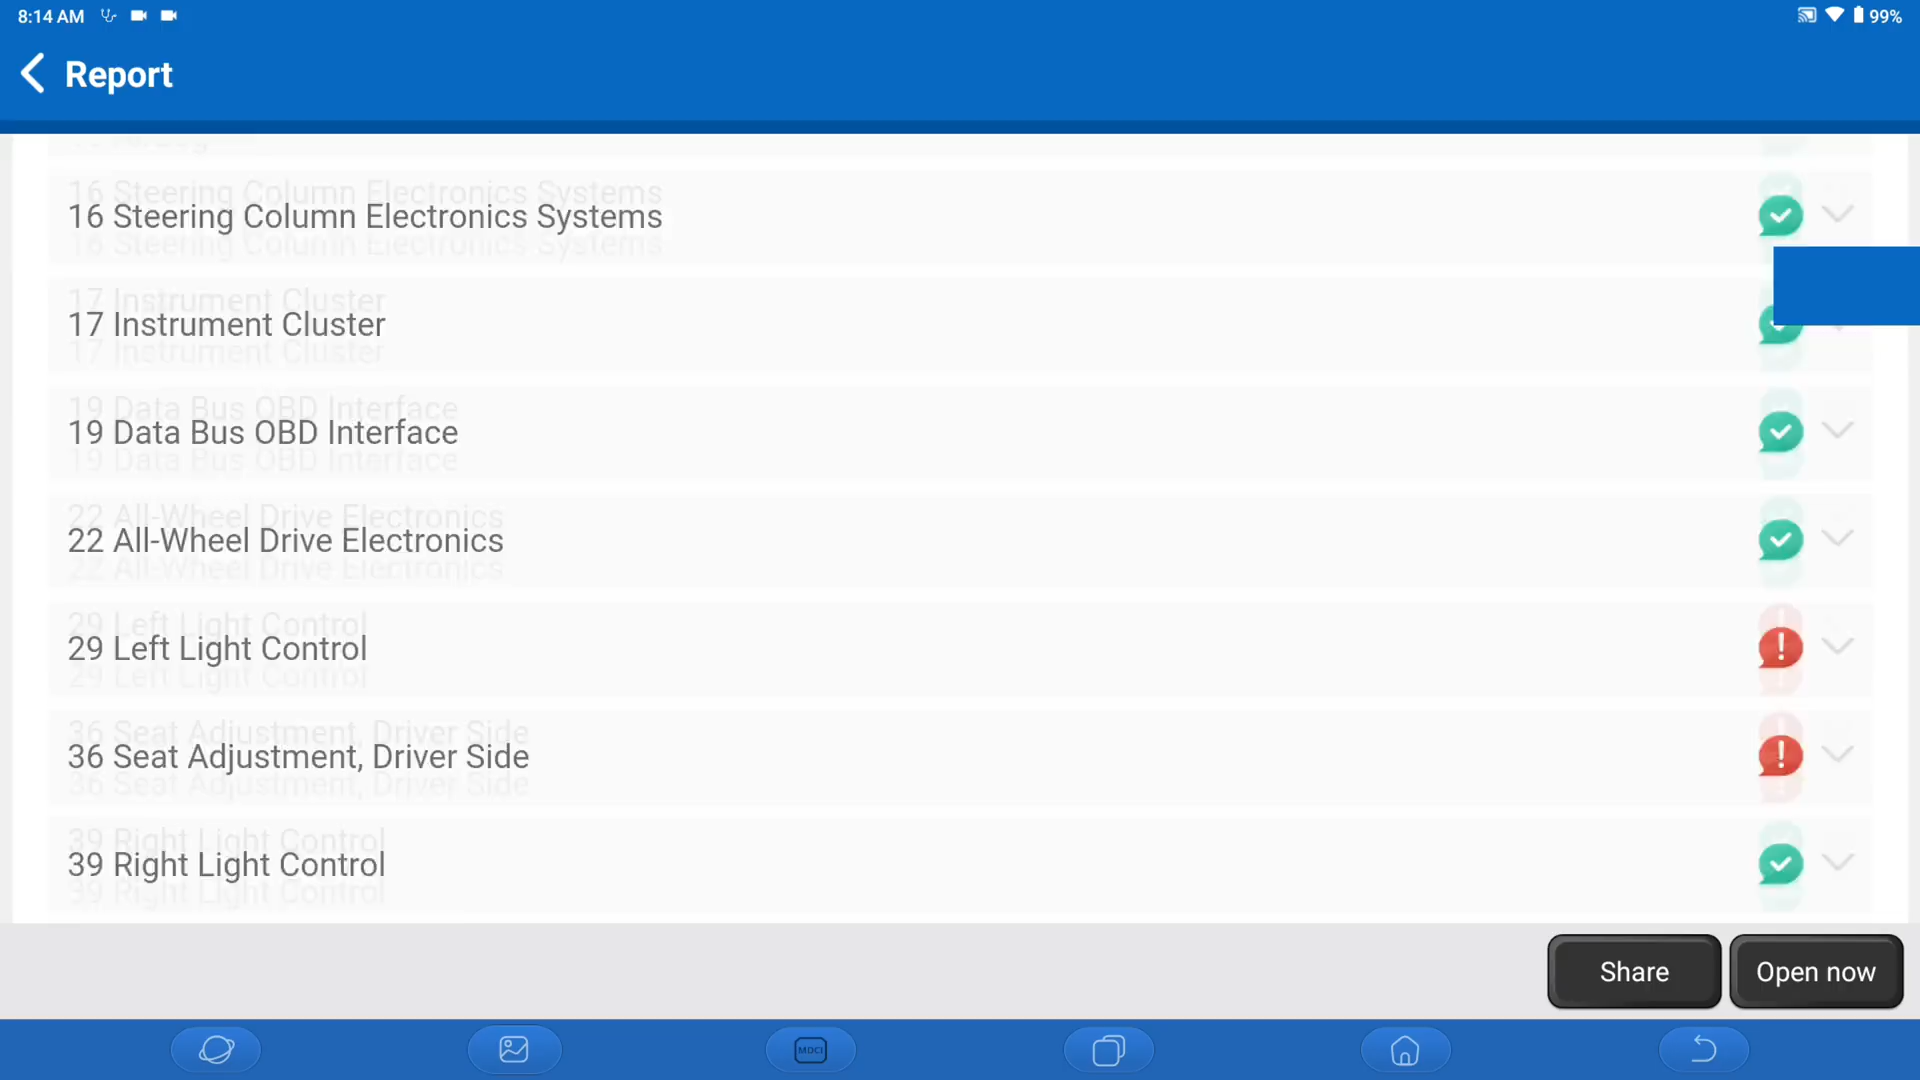 8:14 AM
99%
Report
16 Steering Column Electronics Systems
17 Instrument Cluster
19 Data Bus OBD Interface
22 All-Wheel Drive Electronics
29 Left Light Control
36 Seat Adjustment, Driver Side
39 Right Light Control
Share
Open now
MDCI